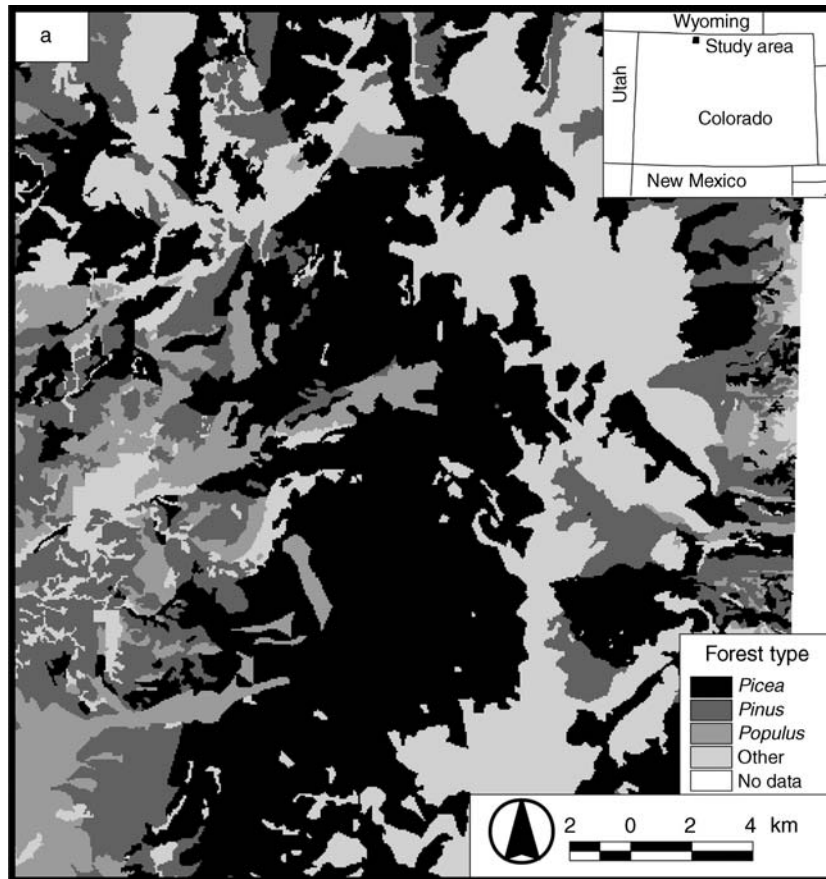 a
Wyoming
Study area
Utah
Colorado
New Mexico
Forest type
Picea
Pinus
Populus
Other
No data
2 0 2 4 km